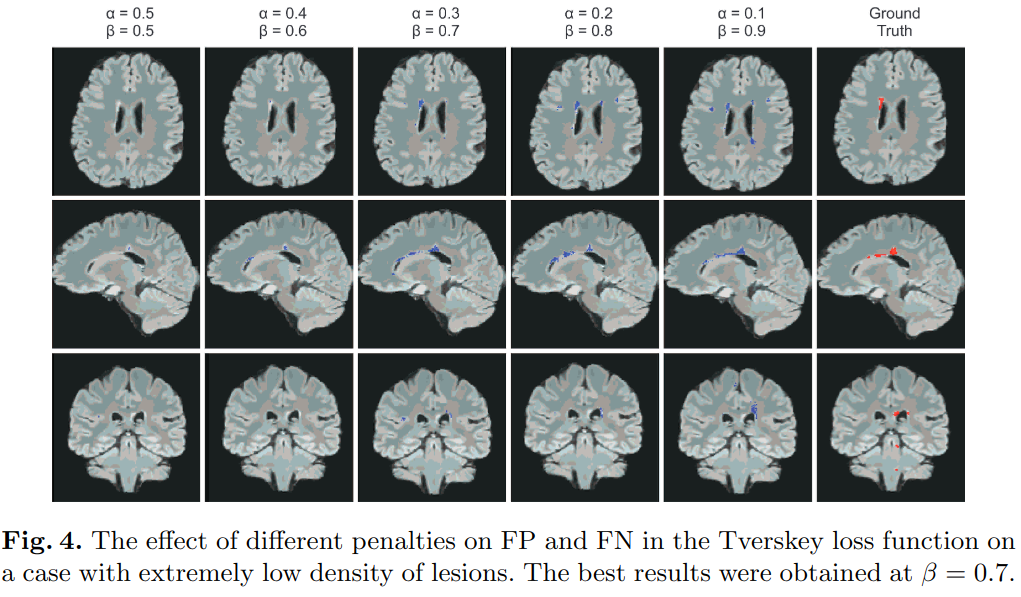 α = 0.5
β = 0.5
α = 0.4
β = 0.6
α = 0.3
β = 0.7
α = 0.2
β = 0.8
α = 0.1
β = 0.9
Ground
Truth
Fig. 4. The effect of different penalties on FP and FN in the Tverskey loss function on
a case with extremely low density of lesions. The best results were obtained at β = 0.7.